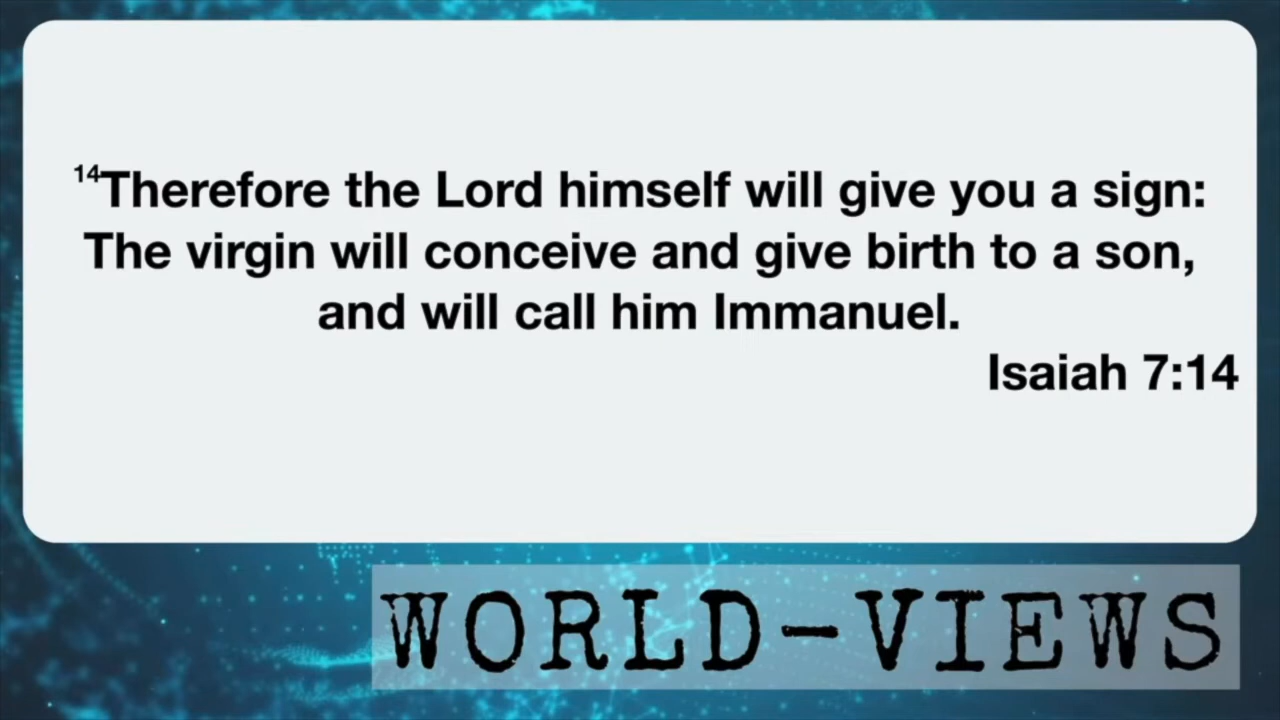 14Therefore the Lord himself will give you a sign:
The virgin will conceive and give birth to a son,
and will call him Immanuel.
Isaiah 7:14
WORLD-VIEWS